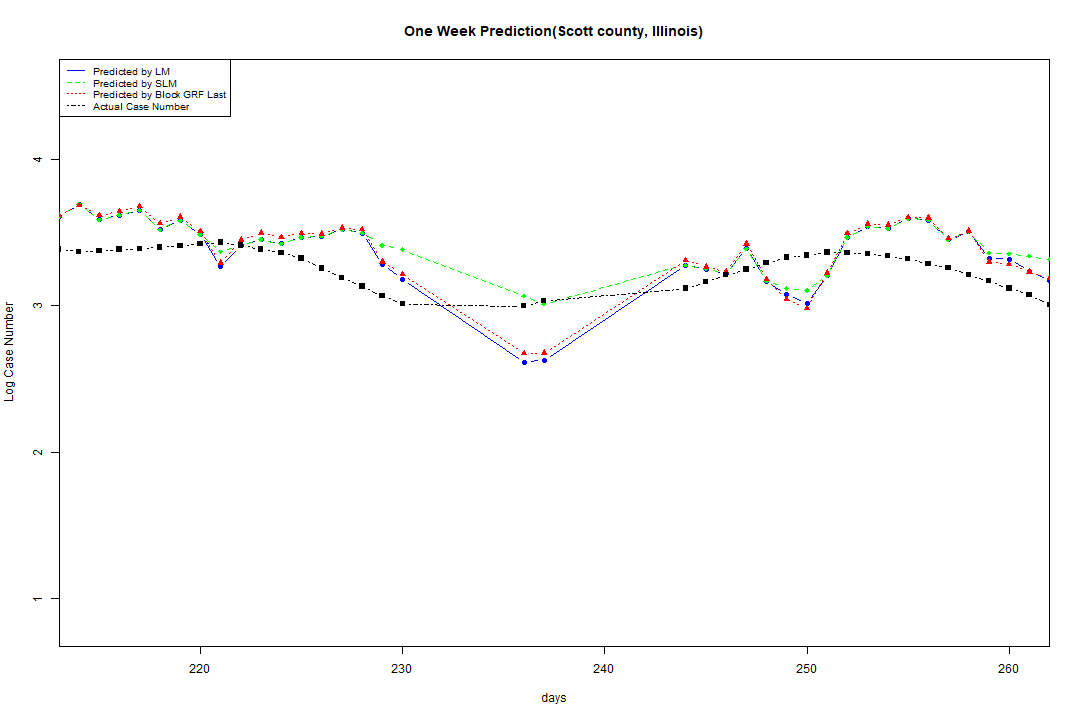 One Week Prediction(Scott county, Illinois)
Predicted by LM
Predicted by SLM
Predicted by Block GRF Last
Actual Case Number
4
3
2
1
Log Case Number
220 230 240 250 260
days